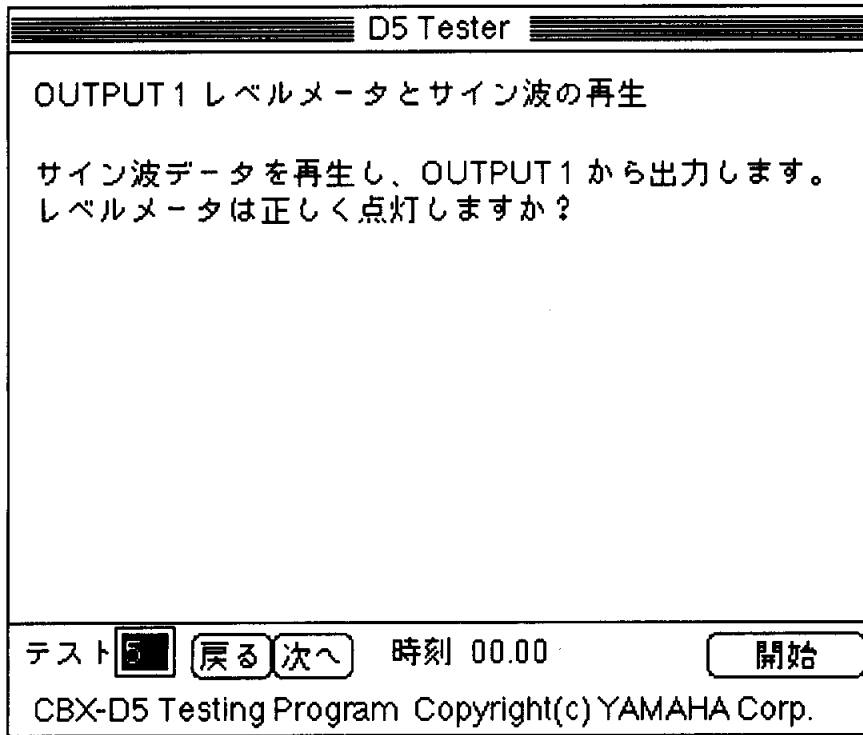 D5 Tester
OUTPUT1 レベルメータとサイン波の再生
サイン波データを再生し、OUTPUT1 から出力します。
レベルメータは正しく点灯しますか？
テスト 5 戻る 次へ 時刻 00.00 開始
CBX-D5 Testing Program Copyright(c) YAMAHA Corp.